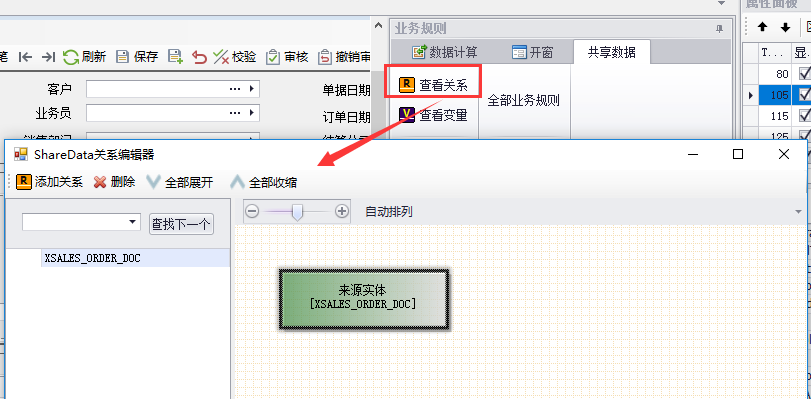 属性面板
业务规则
笔 刷新 保存 校验 审核 撤销审
数据计算 开窗 共享数据
T... 显.
客户 ... 单据日期
R 查看关系 全部业务规则
80
105
业务员 ... 订单日期
V 查看变量
115
125
ShareData关系编辑器
R 添加关系 删除 全部展开 全部收缩
查找下一个 自动排列
XSALES_ORDER_DOC
来源实体
[XSALES_ORDER_DOC]